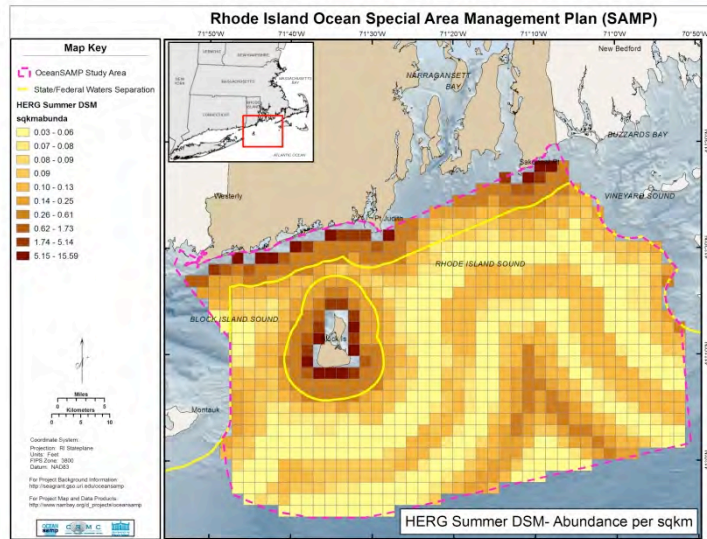 Rhode Island Ocean Special Area Management Plan (SAMP)
Map Key
OceanSAMP Study Area
State/Federal Waters Separation
HERG Summer DSM
sqkmabunda
0.03 - 0.06
0.07 - 0.08
0.08 - 0.09
0.09
0.10 - 0.13
0.14 - 0.25
0.26 - 0.61
0.62 - 1.73
1.74 - 5.14
5.15 - 15.59
Miles
Kilometers
Coordinate System:
Projection: RI Stateplane
Units: Feet
FIPS Zone: 3800
Datum: NAD83
For Project Background Information
http://seagrant.gso.uri.edu/oceansamp
For Project Map and Data Products:
http://www.narrbay.org/d_projects/oceansamp
71°50'
71°40'
71°30'
71°20'
71°10'
71°0'
70°50'
MASSACHUSETTS
CONNECTICUT
ATLANTIC OCEAN
New Bedford
NARRAGANSETT
BAY
BUZZARDS BAY
Westerly
Pt Judith
VINEYARD SOUND
RHODE ISLAND SOUND
BLOCK ISLAND SOUND
Montauk
HERG Summer DSM- Abundance per sqkm